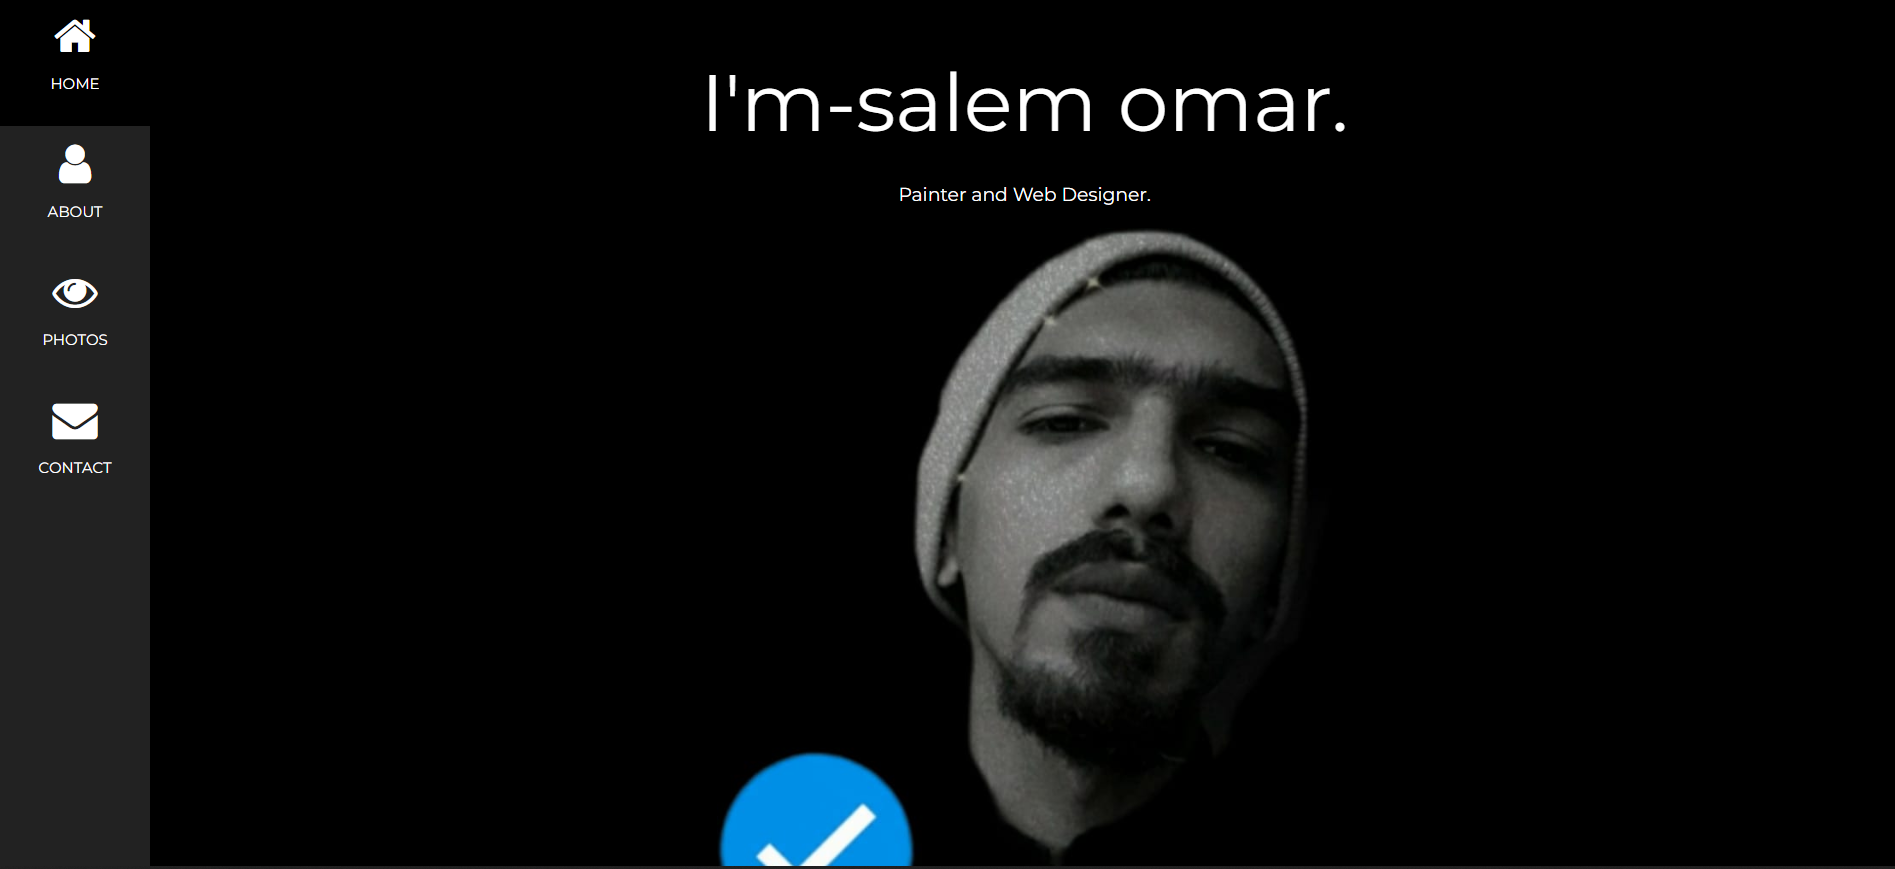 HOME
ABOUT
PHOTOS
CONTACT
I'm-salem omar.
Painter and Web Designer.